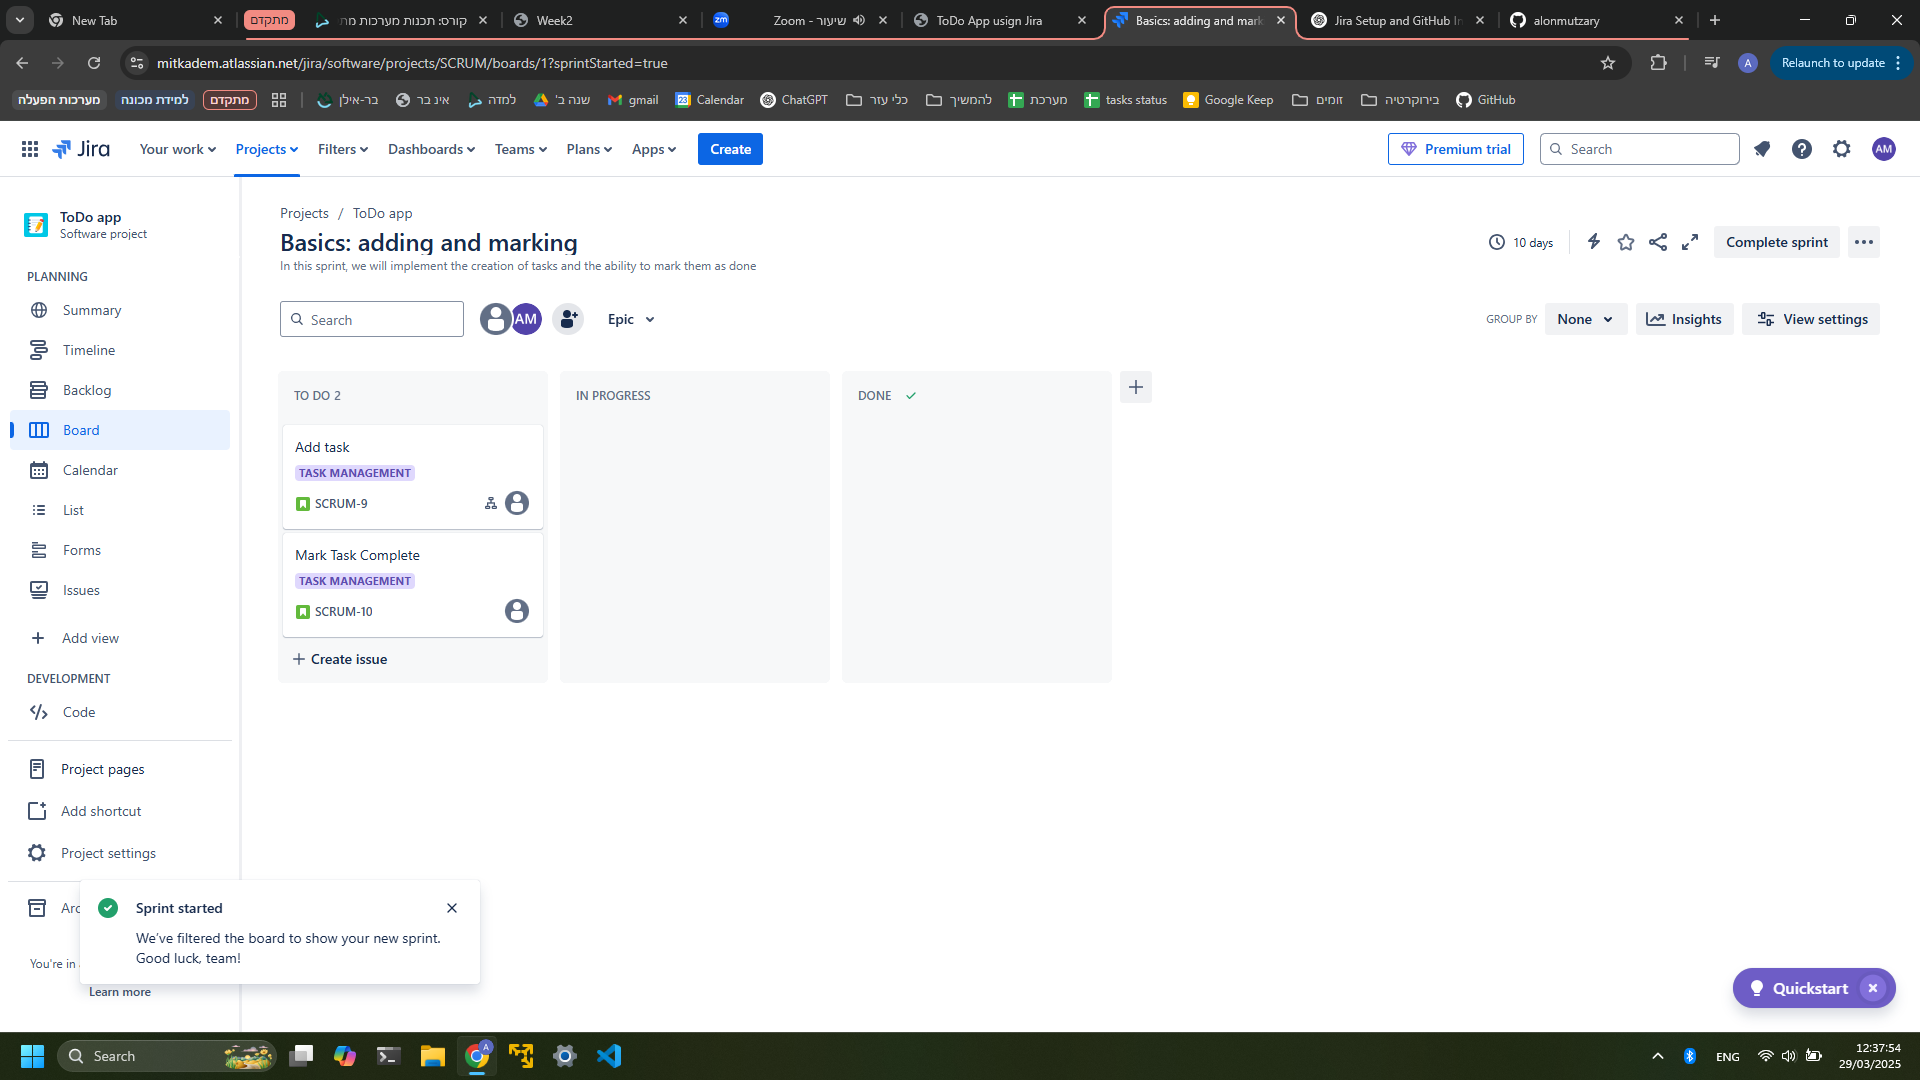 New Tab
מתקדם
קורס: תכנות מערכות מת
Week2
Zoom - שיעור
ToDo App usign Jira
Basics: adding and mark
Jira Setup and GitHub In
alonmutzary
mitkadem.atlassian.net/jira/software/projects/SCRUM/boards/1?sprintStarted=true
A
Relaunch to update
מערכות הפעלה
למידת מכונה
מתקדם
בר-אילן
אינ בר
למדה
שנה ב'
gmail
Calendar
ChatGPT
כלי עזר
להמשיך
מערכת
tasks status
Google Keep
זומים
בירוקרטיה
GitHub
Jira
Your work
Projects
Filters
Dashboards
Teams
Plans
Apps
Create
Premium trial
Search
AM
ToDo app
Software project
PLANNING
Summary
Timeline
Backlog
Board
Calendar
List
Forms
Issues
Add view
DEVELOPMENT
Code
Project pages
Add shortcut
Project settings
Arc
You're in
Learn more
Projects / ToDo app
Basics: adding and marking
In this sprint, we will implement the creation of tasks and the ability to mark them as done
10 days
Complete sprint
Search
AM
Epic
GROUP BY
None
Insights
View settings
TO DO 2
Add task
TASK MANAGEMENT
SCRUM-9
Mark Task Complete
TASK MANAGEMENT
SCRUM-10
Create issue
IN PROGRESS
DONE
Sprint started
We've filtered the board to show your new sprint.
Good luck, team!
Quickstart
Search
A
ENG
12:37:54
29/03/2025